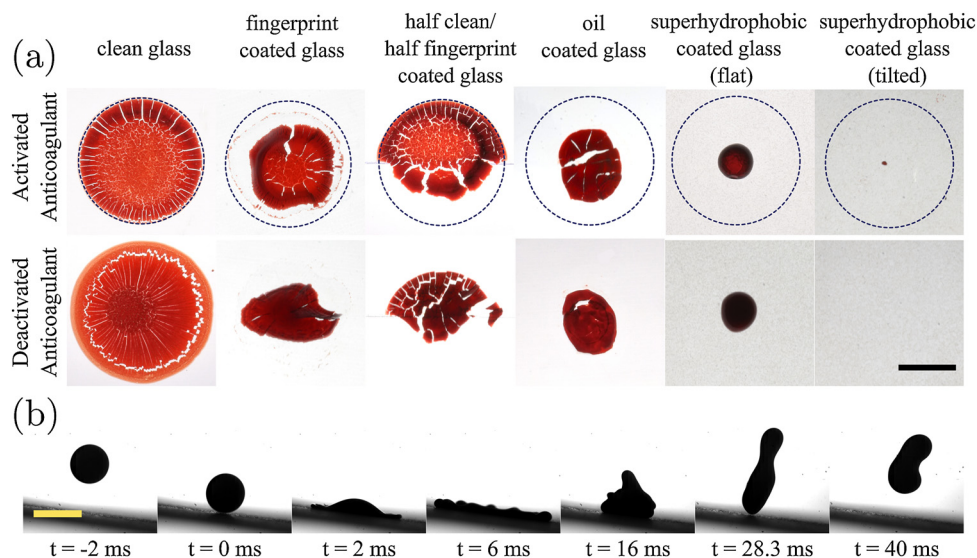 (a)
clean glass
fingerprint
coated glass
half clean/
half fingerprint
coated glass
oil
coated glass
superhydrophobic
coated glass
(flat)
superhydrophobic
coated glass
(tilted)
Activated
Anticoagulant
Deactivated
Anticoagulant
(b)
t = -2 ms
t = 0 ms
t = 2 ms
t = 6 ms
t = 16 ms
t = 28.3 ms
t = 40 ms